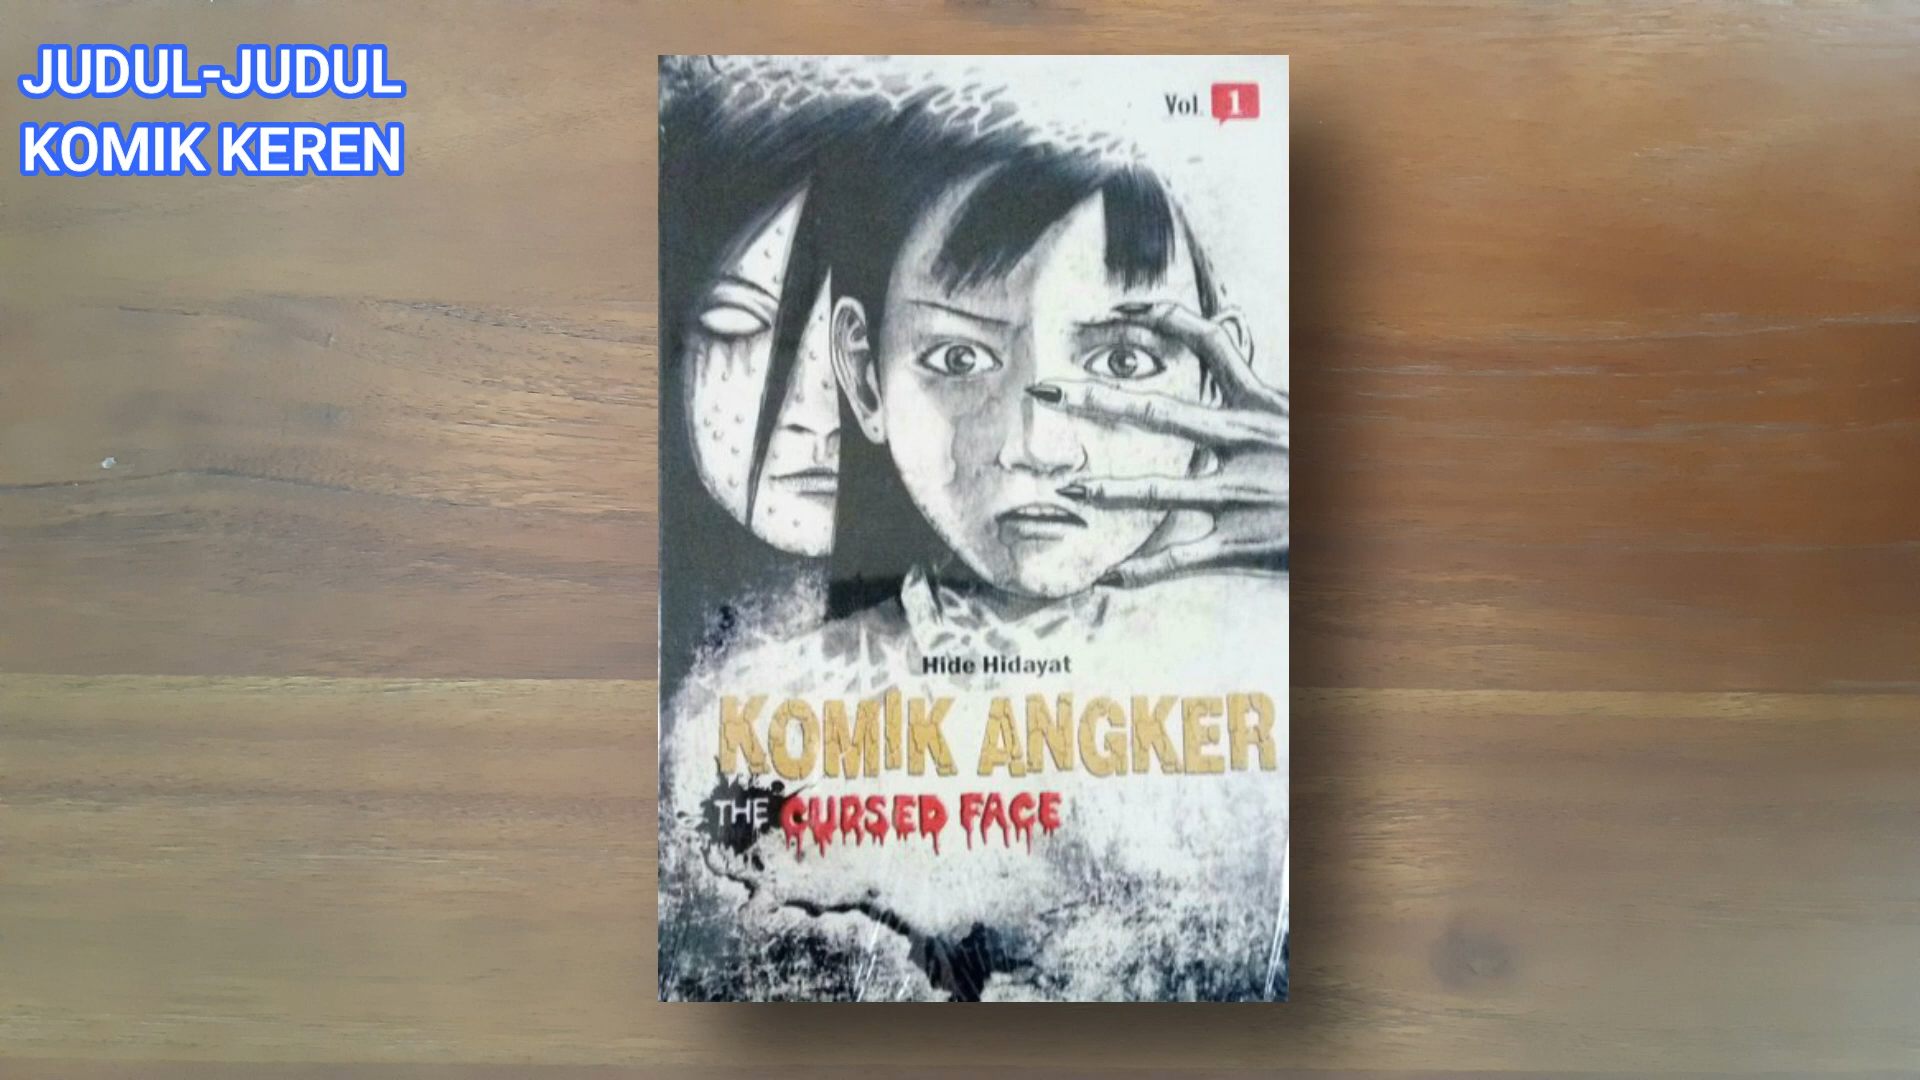 JUDUL-JUDUL
KOMIK KEREN
Vol. 1
Hide Hidayat
KOMIK ANGKER
THE CURSED FACE